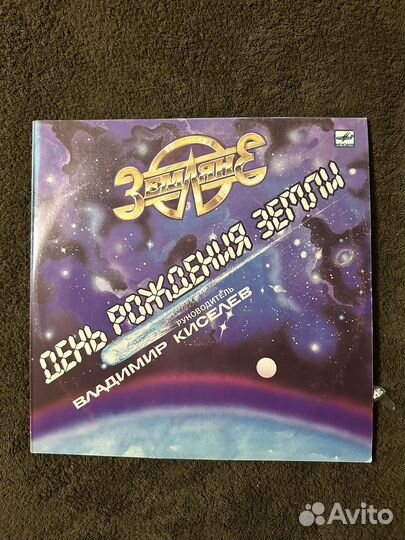 ЗЕМЛЯНЕ
ДЕНЬ РОЖДЕНИЯ ЗЕМЛИ
РУКОВОДИТЕЛЬ
ВЛАДИМИР КИСЕЛЕВ
Avito